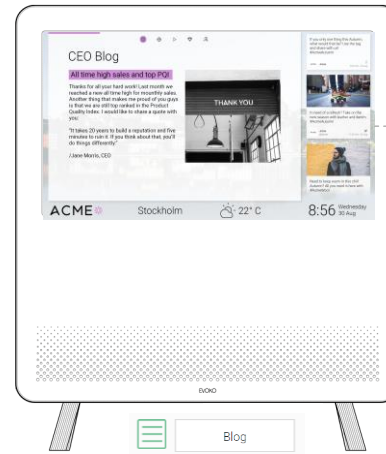 CEO Blog
All time high sales and top PQI!
Thanks for all your hard work! Last month we
reached a new all time high for mounthly sales.
Another thing that makes me proud of you guys
is that we are still top ranked in the Product
Quality Index. I would like to share a quote with
you:
"It takes 20 years to build a reputation and five
minutes to ruin it. If you think about that, you'll
do things differently."
/Jane Morris, CEO
THANK YOU
ACME
Stockholm
22° C
8:56
Wednesday
30 Aug
EVOKO
Blog